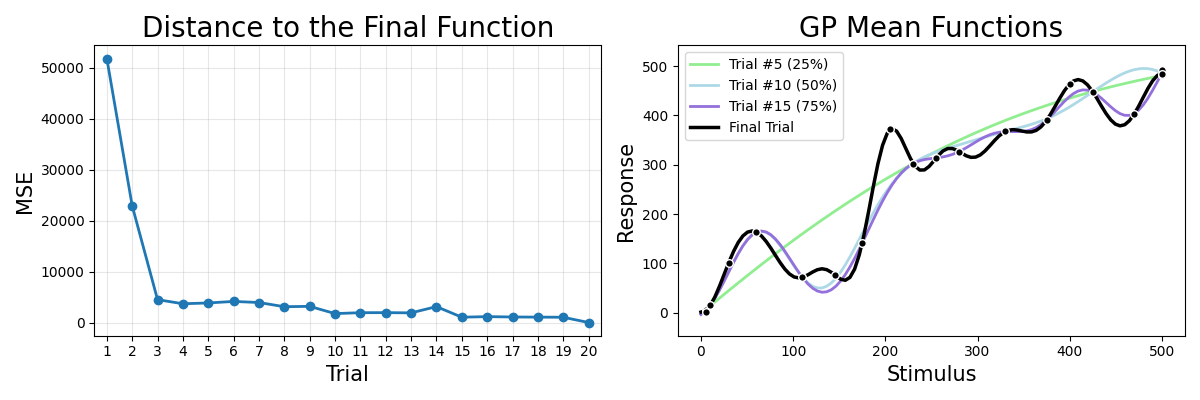 Distance to the Final Function
MSE
50000
40000
30000
20000
10000
0
1 2 3 4 5 6 7 8 9 10 11 12 13 14 15 16 17 18 19 20
Trial
GP Mean Functions
Trial #5 (25%)
Trial #10 (50%)
Trial #15 (75%)
Final Trial
Response
500
400
300
200
100
0
0 100 200 300 400 500
Stimulus